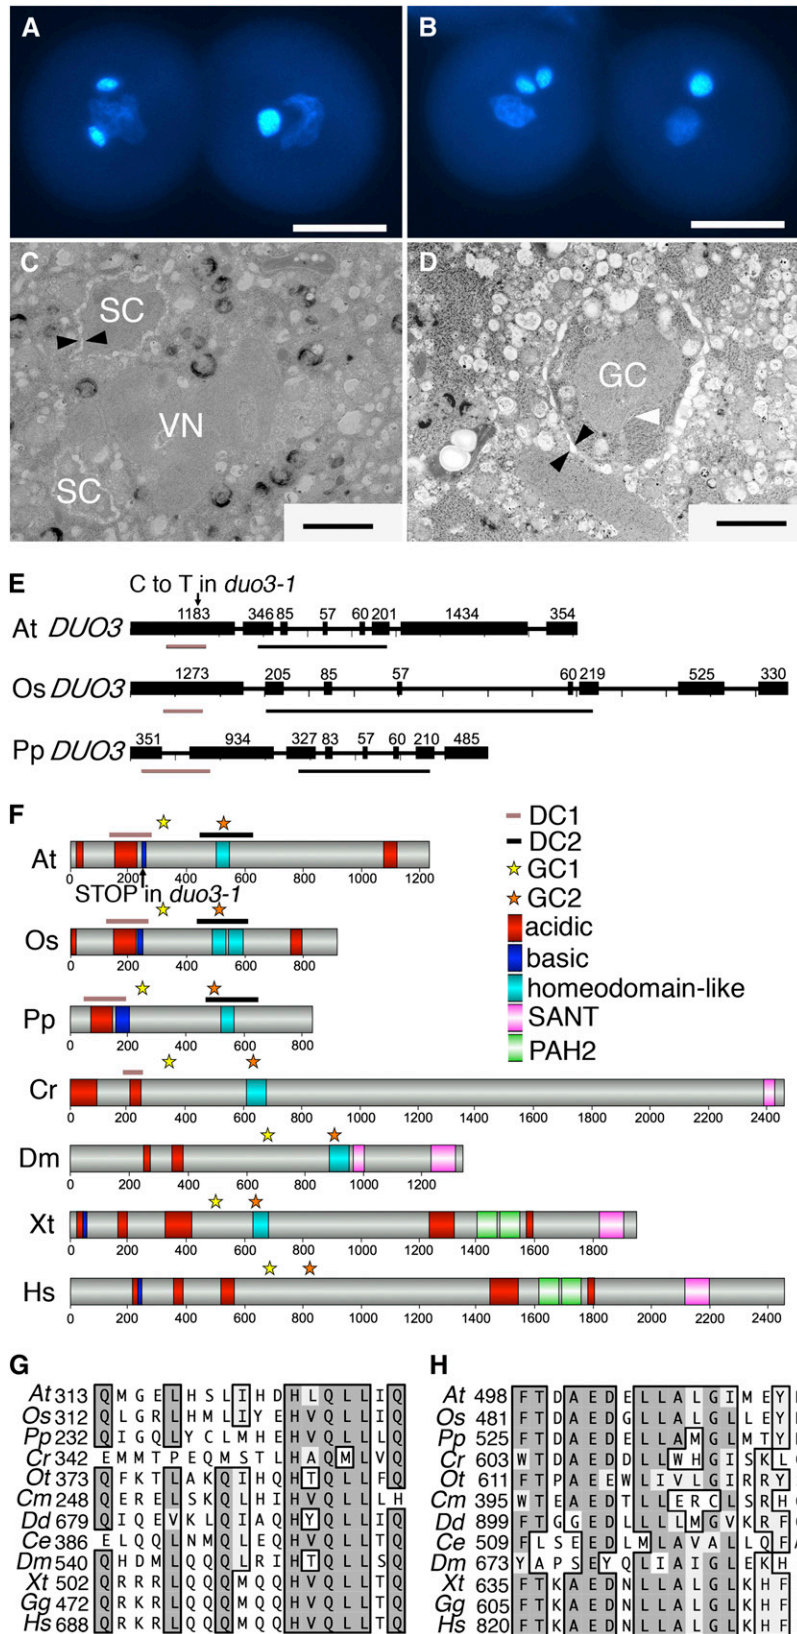 A
B
C
SC
VN
SC
D
GC
E
C to T in duo3-1
At DUO3 1183 346 85 57 60 201 1434 354
Os DUO3 1273 205 85 57 60 219 525 330
Pp DUO3 351 934 327 83 57 60 210 485
F
DC1
DC2
GC1
GC2
acidic
basic
homeodomain-like
SANT
PAH2
At
0 200 400 600 800 1000 1200
STOP in duo3-1
Os
0 200 400 600 800
Pp
0 200 400 600 800
Cr
0 200 400 600 800 1000 1200 1400 1600 1800 2000 2200 2400
Dm
0 200 400 600 800 1000 1200
Xt
0 200 400 600 800 1000 1200 1400 1600 1800
Hs
0 200 400 600 800 1000 1200 1400 1600 1800 2000 2200 2400
G
At 313 Q M G E L H S L I H D H L Q L L I Q
Os 312 Q L G R L H M L I Y E H V Q L L I Q
Pp 232 Q I G Q L Y C L M H E H V Q L L I Q
Cr 342 E M M T P E Q M S T L H A Q M L V Q
Ot 373 Q F K T L A K Q I H Q H T Q L L F Q
Cm 248 Q E R E L S K Q L H I H V Q L L L H
Dd 679 Q I Q E V K L Q I A Q H Y Q L L I Q
Ce 386 E L Q Q L N M Q L E Q H V Q L L T Q
Dm 540 Q H D M L Q Q Q L R I H T Q L L S Q
Xt 502 Q R R R L Q Q Q M Q Q H V Q L L T Q
Gg 472 Q R K R L Q Q Q M Q Q H V Q L L T Q
Hs 688 Q R K R L Q Q Q M Q Q H V Q L L T Q
H
At 498 F T D A E D E L L A L G I M E Y
Os 481 F T D A E D G L L A L G L L E Y
Pp 525 F T D A E D E L L A M G L M T Y
Cr 603 W T D A E D D L L W H G I S K L
Ot 611 F T P A E E W L I V L G I R R Y
Cm 395 W T E A E D T L L E R C L S R H
Dd 899 F T G G E D L L L L M G V K R F
Ce 509 F L S E E D L M L A V A L L Q F
Dm 673 Y A P S E Y Q L I A I G L E K H
Xt 635 F T K A E D N L L A L G L K H F
Gg 605 F T K A E D N L L A L G L K H F
Hs 820 F T K A E D N L L A L G L K H F